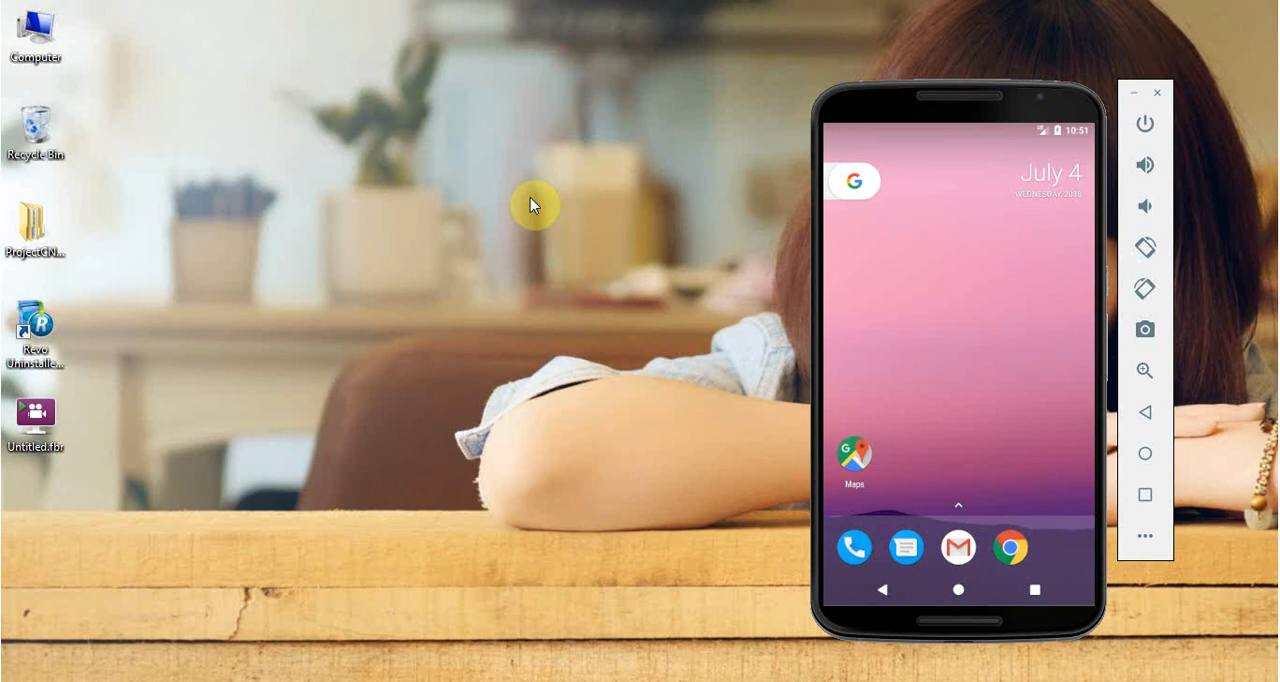 Computer
Recycle Bin
ProjectGN...
Revo
Uninstalle...
Untitled.fbr
10:51
July 4
WEDNESDAY, 2018
Maps